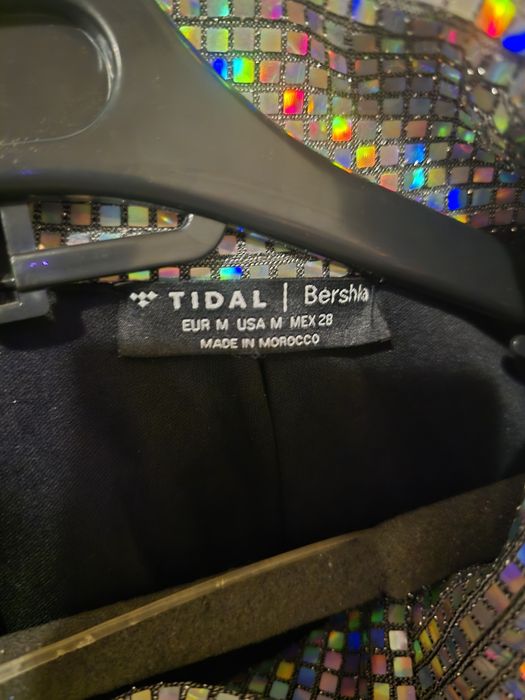 TIDAL | Bershka
EUR M USA M MEX 28
MADE IN MOROCCO